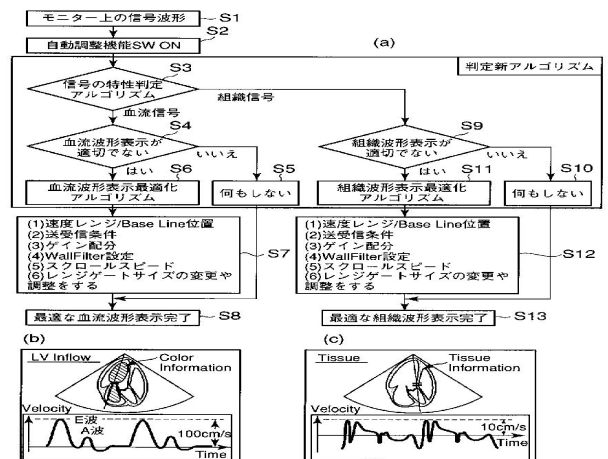 モニター上の信号波形
S1
自動調整機能SW ON
S2
(a)
判定新アルゴリズム
信号の特性判定
アルゴリズム
S3
血流信号
組織信号
血流波形表示が
適切でない
S4
はい
いいえ
組織波形表示が
適切でない
S9
はい
いいえ
血流波形表示最適化
アルゴリズム
S6
何もしない
S5
組織波形表示最適化
アルゴリズム
S11
何もしない
S10
(1)速度レンジ/Base Line位置
(2)送受信条件
(3)ゲイン配分
(4)WallFilter設定
(5)スクロールスピード
(6)レンジゲートサイズの変更や
調整をする
S7
(1)速度レンジ/Base Line位置
(2)送受信条件
(3)ゲイン配分
(4)WallFilter設定
(5)スクロールスピード
(6)レンジゲートサイズの変更や
調整をする
S12
最適な血流波形表示完了
S8
最適な組織波形表示完了
S13
(b)
LV Inflow
Color
Information
Velocity
E波
A波
100cm/s
Time
(c)
Tissue
Tissue
Information
Velocity
10cm/s
Time